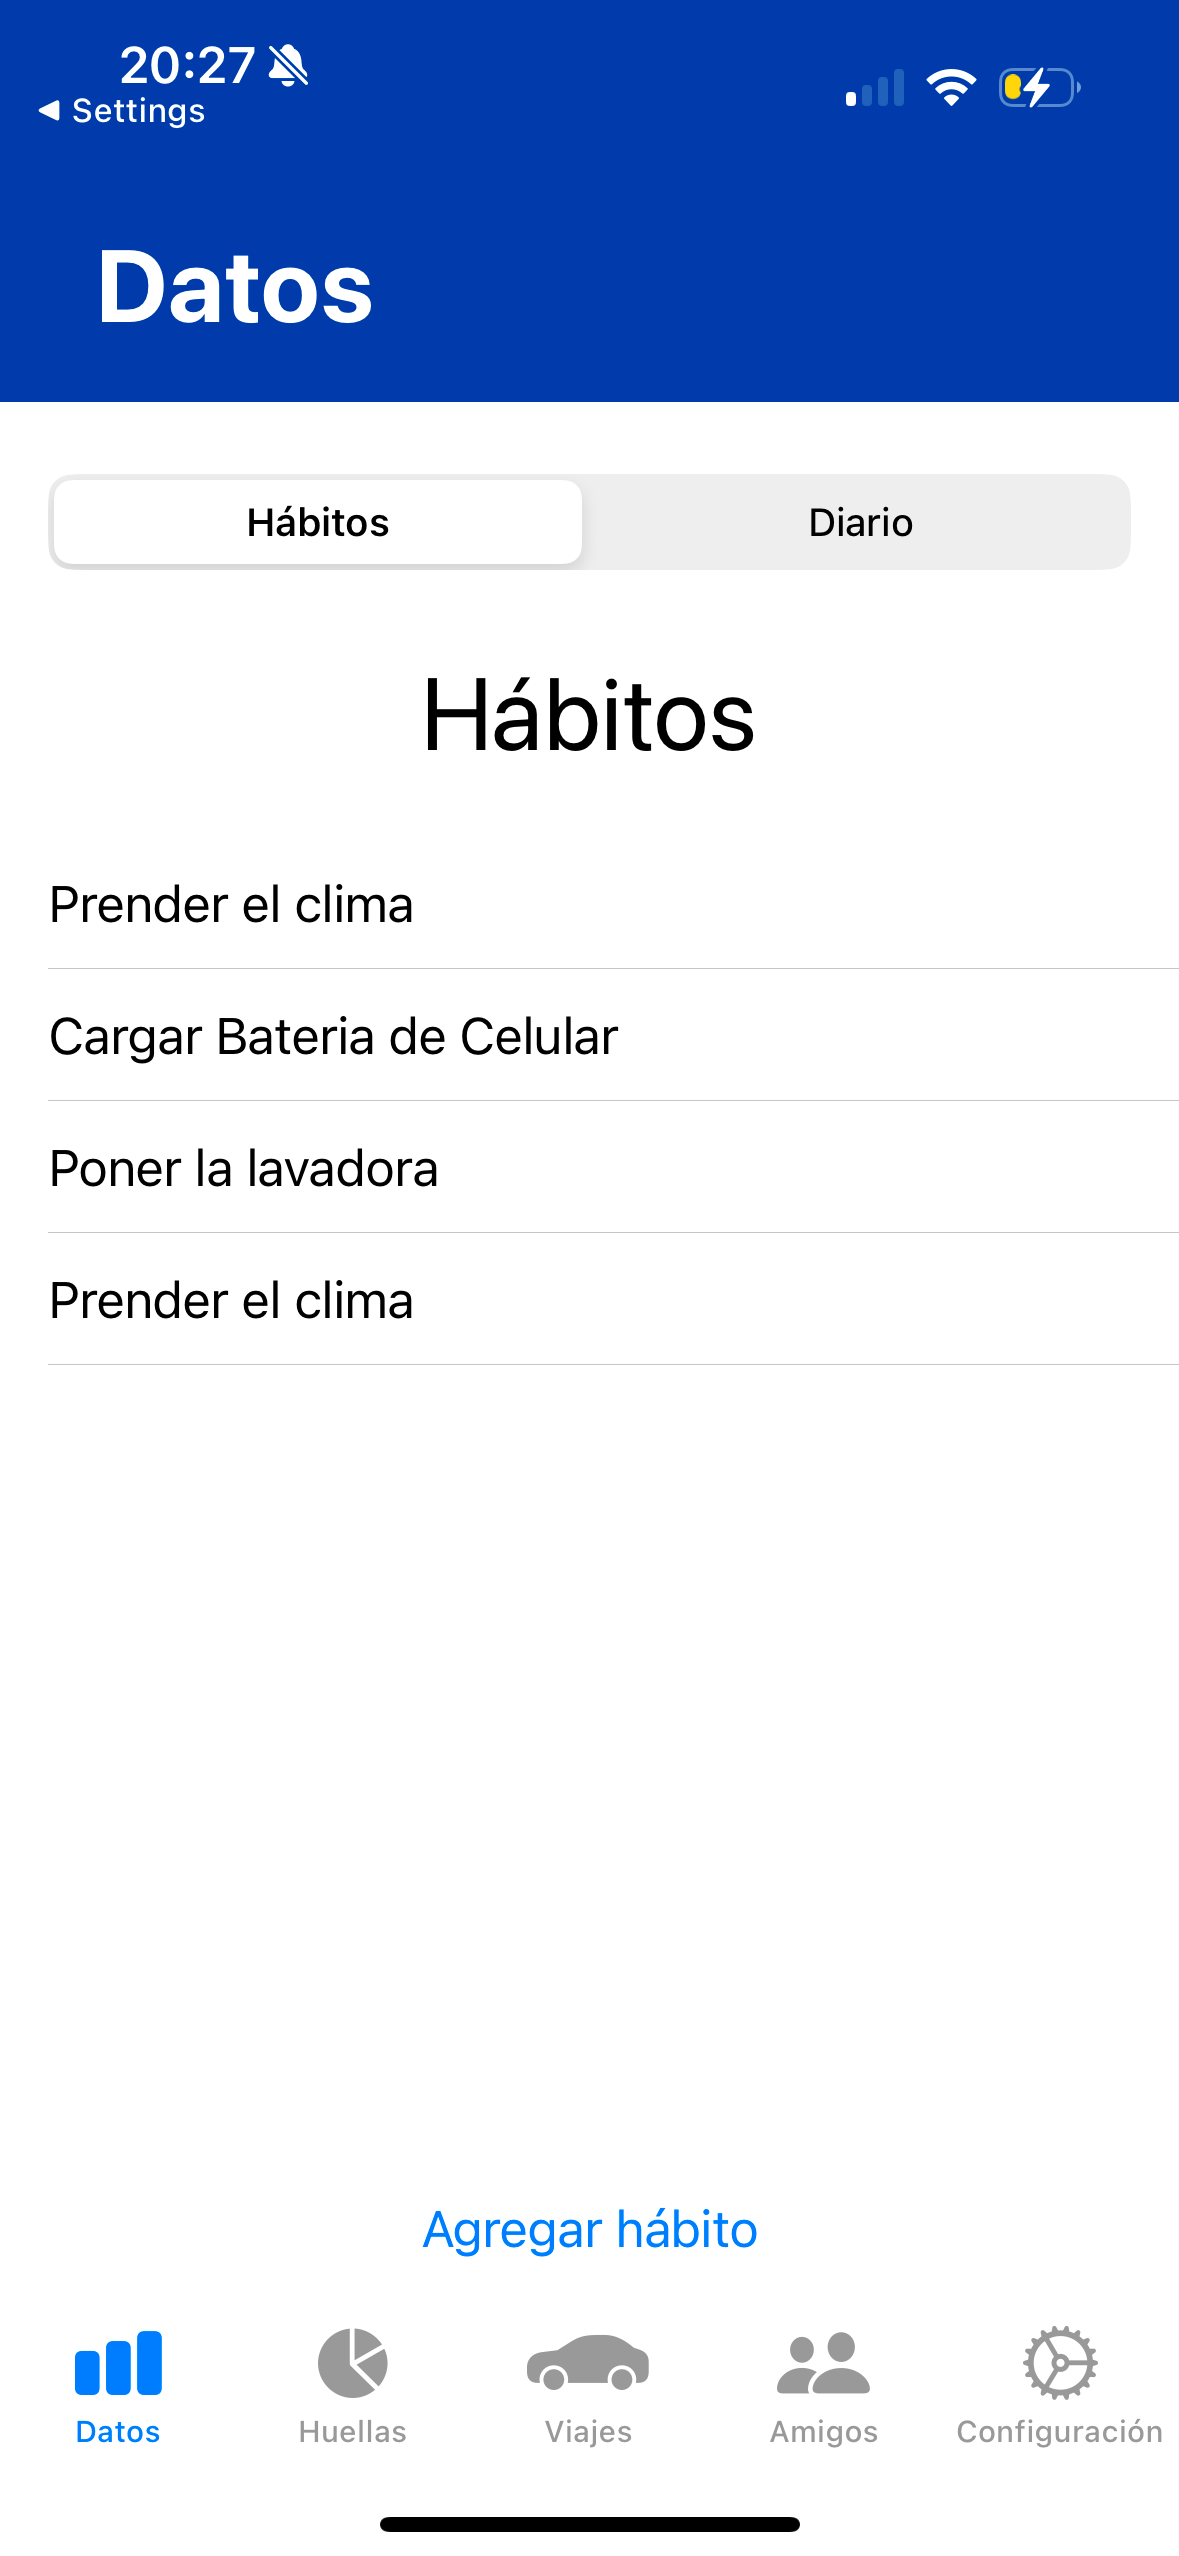 20:27
Settings
Datos
Hábitos
Diario
Hábitos
Prender el clima
Cargar Bateria de Celular
Poner la lavadora
Prender el clima
Agregar hábito
Datos
Huellas
Viajes
Amigos
Configuración